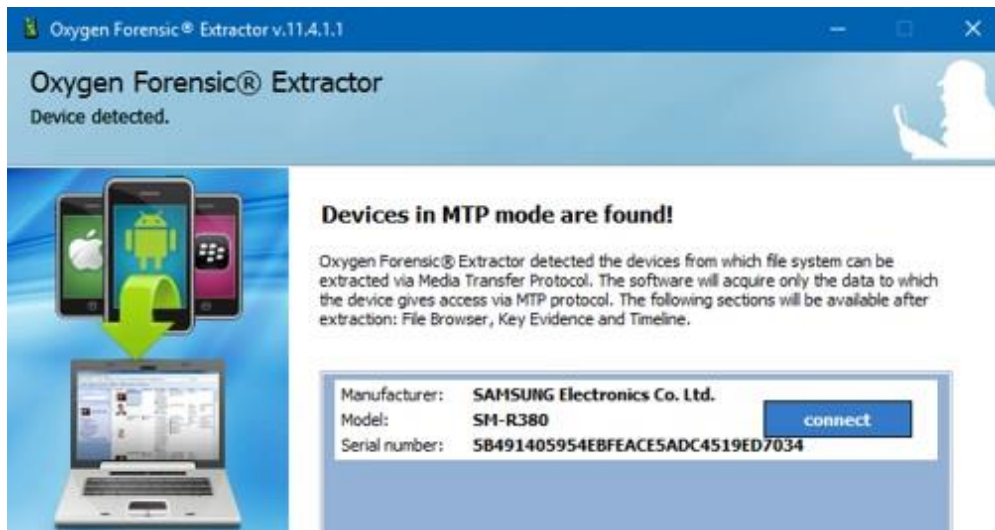 Oxygen Forensic® Extractor v.11.4.1.1
Oxygen Forensic® Extractor
Device detected.
Devices in MTP mode are found!
Oxygen Forensic® Extractor detected the devices from which file system can be
extracted via Media Transfer Protocol. The software will acquire only the data to which
the device gives access via MTP protocol. The following sections will be available after
extraction: File Browser, Key Evidence and Timeline.
Manufacturer: SAMSUNG Electronics Co. Ltd.
Model: SM-R380
connect
Serial number: 5B491405954EBFEACE5ADC4519ED7034